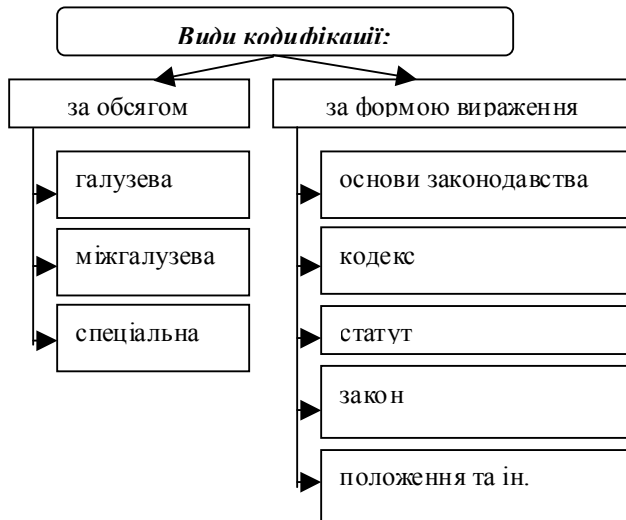 Види кодифікації:
за обсягом
галузева
міжгалузева
спеціальна
за формою вираження
основи законодавства
кодекс
статут
закон
положення та ін.